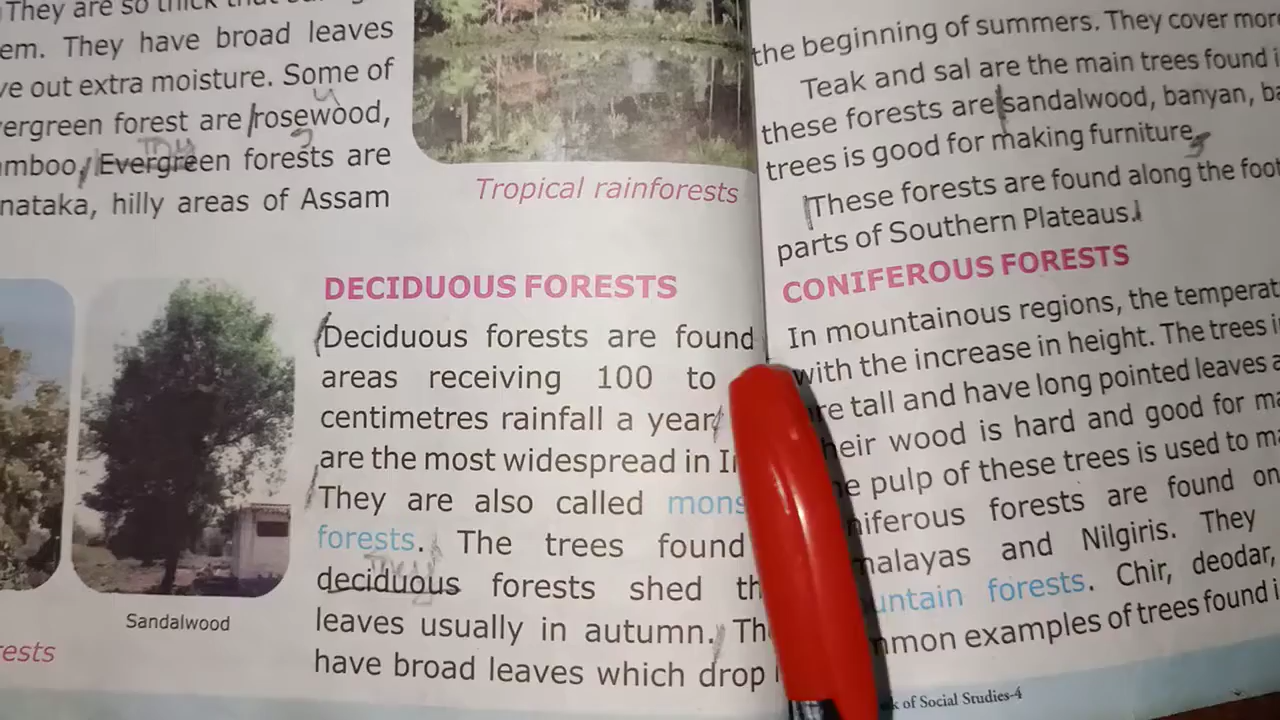 They are so thick that
em. They have broad leaves
ve out extra moisture. Some of
vergreen forest are rosewood,
amboo. Evergreen forests are
nataka, hilly areas of Assam
Tropical rainforests
Sandalwood
ests
DECIDUOUS FORESTS
Deciduous forests are found
areas receiving 100 to
centimetres rainfall a year
are the most widespread in I
They are also called mons
forests. They The trees found
deciduous forests shed th
leaves usually in autumn. Th
have broad leaves which drop
the beginning of summers. They cover mor
Teak and sal are the main trees found i
these forests are sandalwood, banyan, ba
trees is good for making furniture
These forests are found along the foo
parts of Southern Plateaus.
CONIFEROUS FORESTS
In mountainous regions, the temperat
with the increase in height. The trees i
re tall and have long pointed leaves a
heir wood is hard and good for ma
e pulp of these trees is used to ma
niferous forests are found on
malayas and Nilgiris. They
untain forests. Chir, deodar,
mmon examples of trees found i
k of Social Studies-4